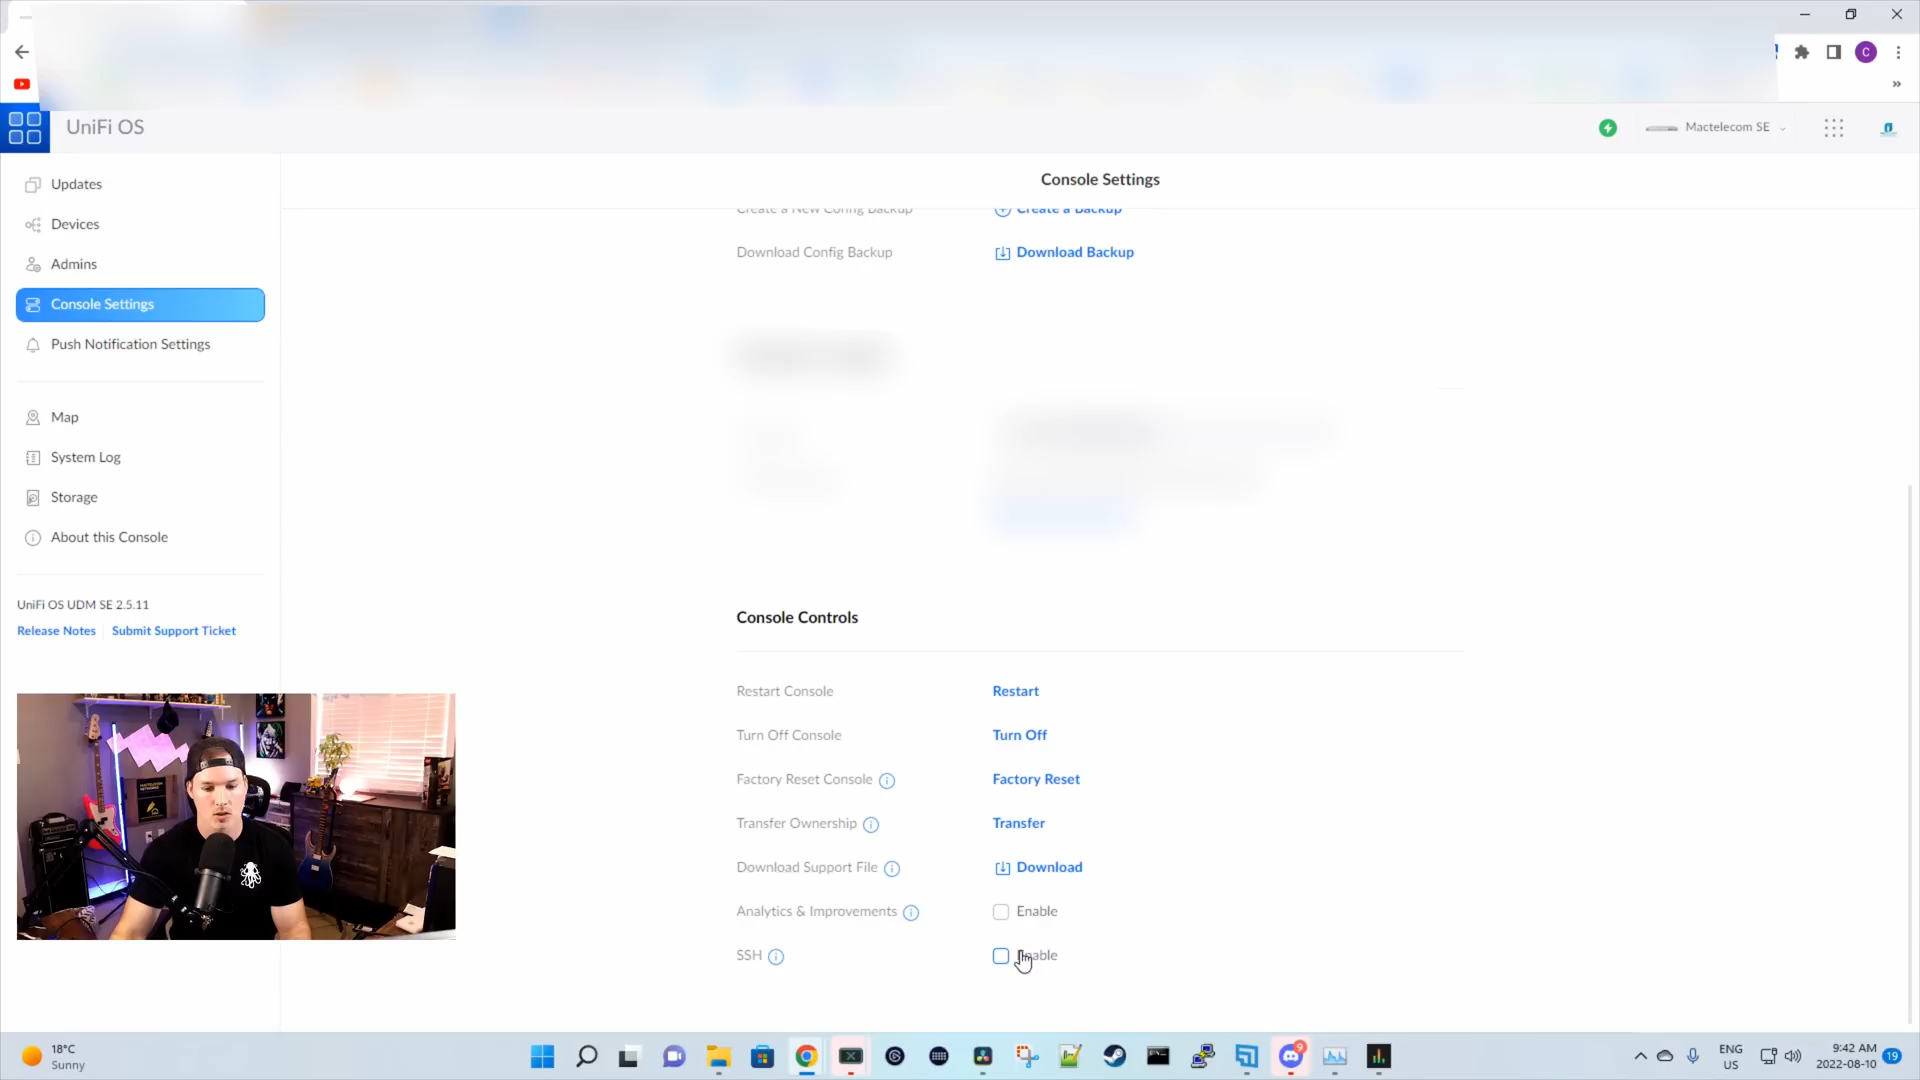 C
»
UniFi OS
Mactelecom SE
Console Settings
Updates
Devices
Admins
Console Settings
Push Notification Settings
Map
System Log
Storage
About this Console
UniFi OS UDM SE 2.5.11
Release Notes
Submit Support Ticket
Create a New Config Backup
Create a Backup
Download Config Backup
Download Backup
Console Controls
Restart Console
Restart
Turn Off Console
Turn Off
Factory Reset Console
Factory Reset
Transfer Ownership
Transfer
Download Support File
Download
Analytics & Improvements
Enable
SSH
18°C
Sunny
9
ENG
US
9:42 AM
2022-08-10
19